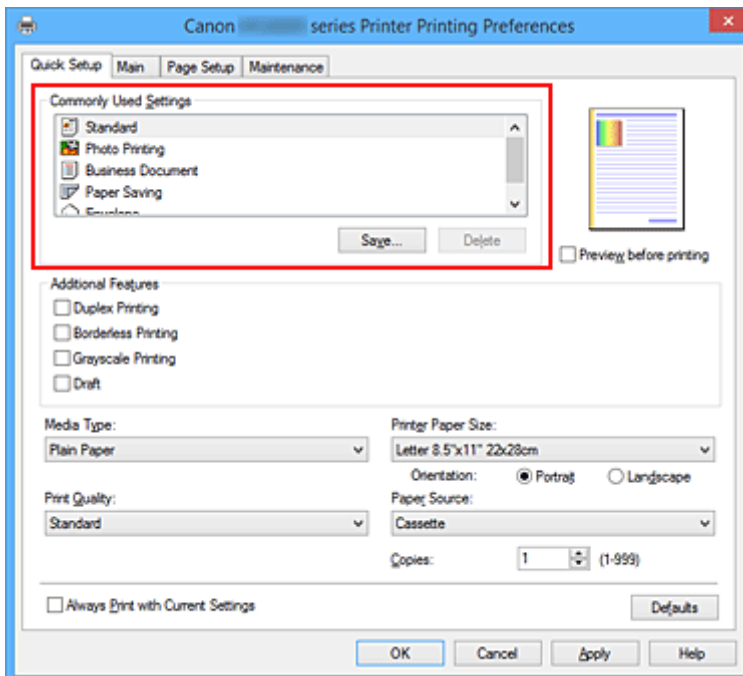 Canon series Printer Printing Preferences
Quick Setup Main Page Setup Maintenance
Commonly Used Settings
Standard
Photo Printing
Business Document
Paper Saving
Envelope
Save... Delete
Preview before printing
Addtional Features
Duplex Printing
Borderless Printing
Grayscale Printing
Draft
Media Type: Printer Paper Size:
Plain Paper Letter 8.5"x11" 22x28cm
Orientation: Portrait Landscape
Print Quality: Paper Source:
Standard Cassette
Copies: 1 (1-999)
Always Print with Current Settings Defaults
OK Cancel Apply Help